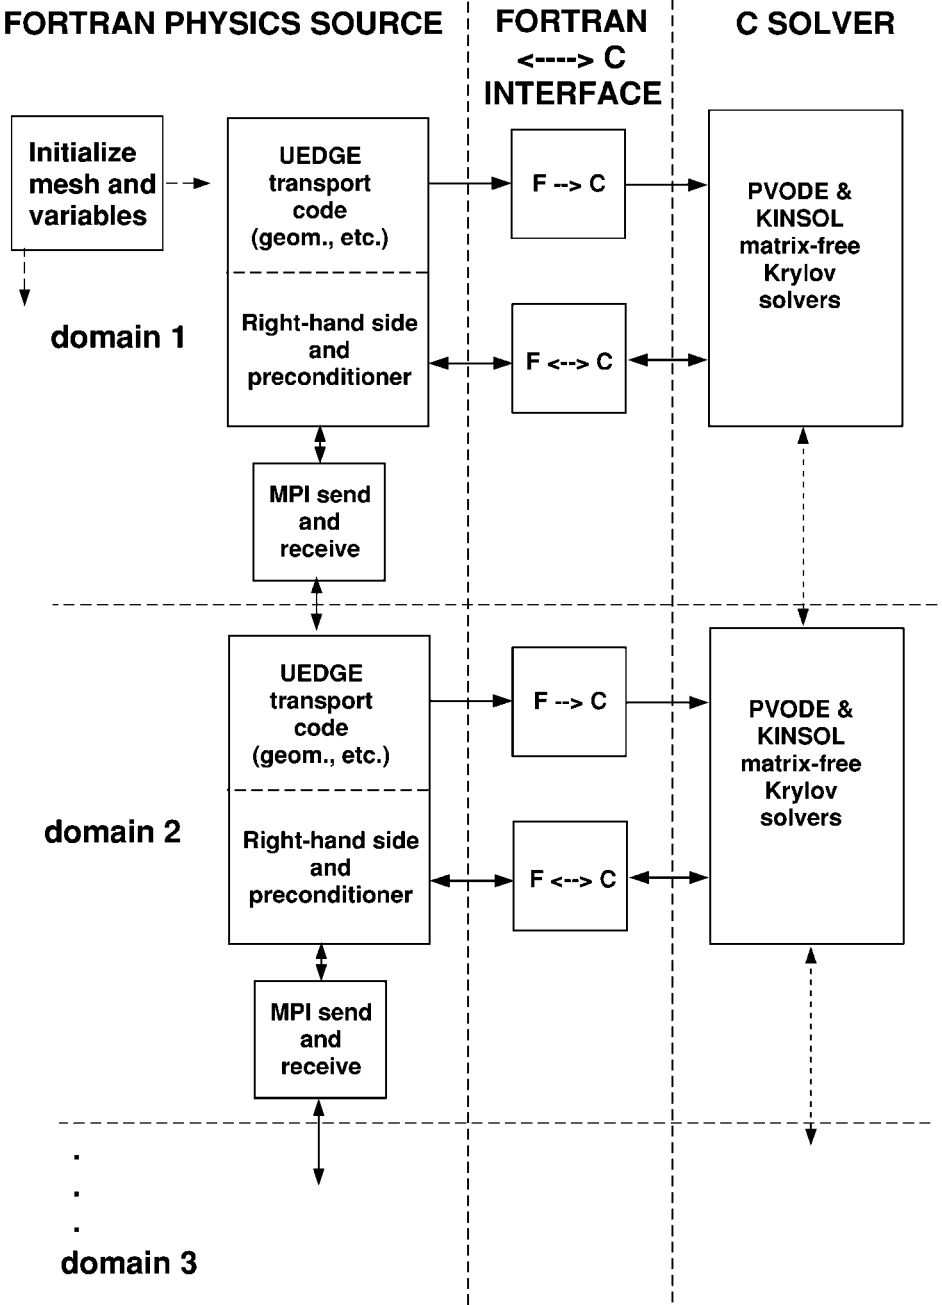 FORTRAN PHYSICS SOURCE
FORTRAN
<----> C
INTERFACE
C SOLVER
Initialize
mesh and
variables
UEDGE
transport
code
(geom., etc.)
Right-hand side
and
preconditioner
F --> C
F <--> C
PVODE &
KINSOL
matrix-free
Krylov
solvers
domain 1
MPI send
and
receive
UEDGE
transport
code
(geom., etc.)
Right-hand side
and
preconditioner
F --> C
F <--> C
PVODE &
KINSOL
matrix-free
Krylov
solvers
domain 2
MPI send
and
receive
.
.
.
domain 3